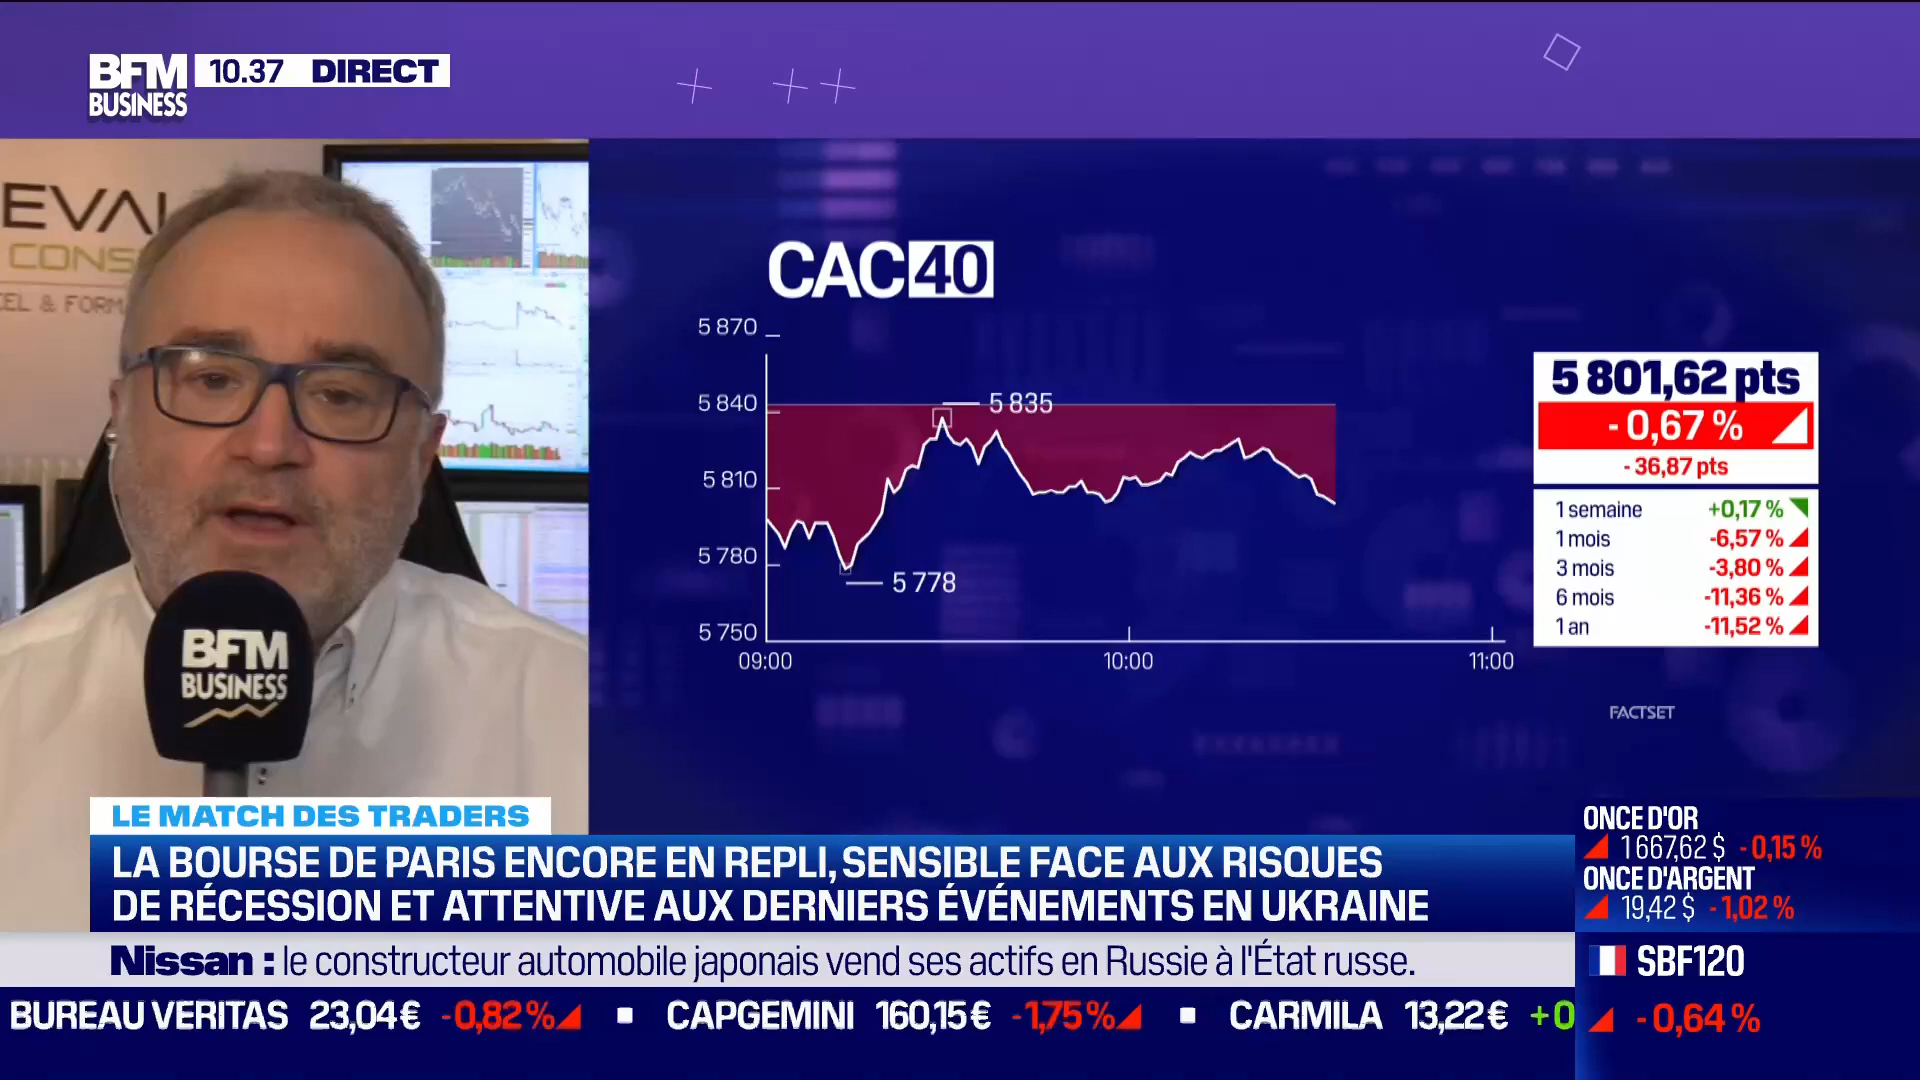 BFM
BUSINESS
10.37 DIRECT
EVAL
CONS
CEL & FORM
BFM
BUSINESS
CAC40
5 870
5 840
5 810
5 780
5 750
5 835
5 778
09:00 10:00 11:00
5 801,62 pts
- 0,67 %
- 36,87 pts
1 semaine +0,17 %
1 mois -6,57 %
3 mois -3,80 %
6 mois -11,36 %
1 an -11,52 %
FACTSET
LE MATCH DES TRADERS
LA BOURSE DE PARIS ENCORE EN REPLI, SENSIBLE FACE AUX RISQUES
DE RÉCESSION ET ATTENTIVE AUX DERNIERS ÉVÉNEMENTS EN UKRAINE
Nissan : le constructeur automobile japonais vend ses actifs en Russie à l'État russe.
BUREAU VERITAS 23,04€ -0,82% CAPGEMINI 160,15€ -1,75% CARMILA 13,22€ +0
ONCE D'OR
1 667,62 $ - 0,15 %
ONCE D'ARGENT
19,42 $ - 1,02 %
SBF120
- 0,64 %